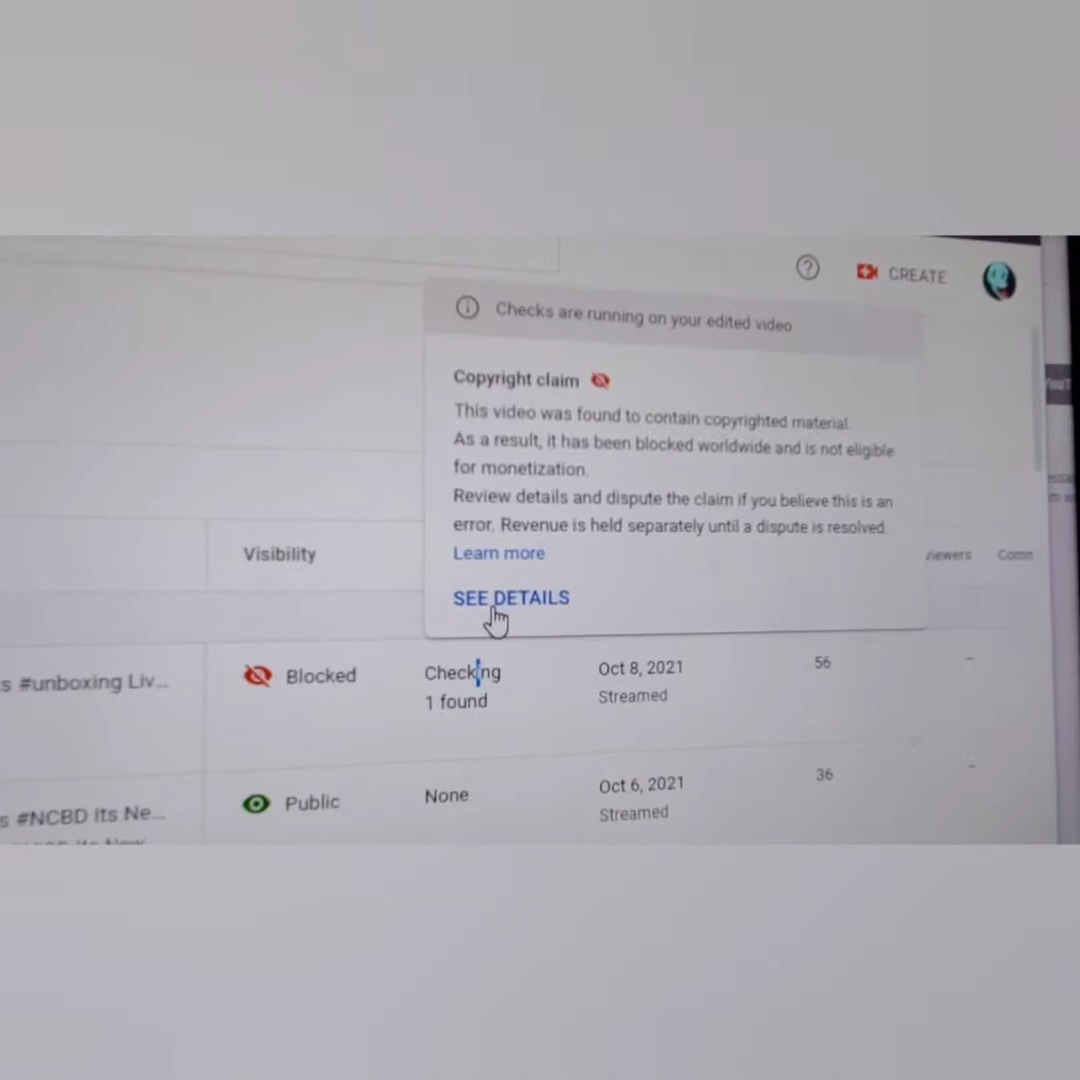 CREATE
Checks are running on your edited video
Copyright claim
This video was found to contain copyrighted material.
As a result, it has been blocked worldwide and is not eligible
for monetization.
Review details and dispute the claim if you believe this is an
error. Revenue is held separately until a dispute is resolved.
Learn more
SEE DETAILS
Visibility
viewers
Comm
s #unboxing Liv...
Blocked
Checking
1 found
Oct 8, 2021
Streamed
56
–
s #NCBD Its Ne...
Public
None
Oct 6, 2021
Streamed
36
–